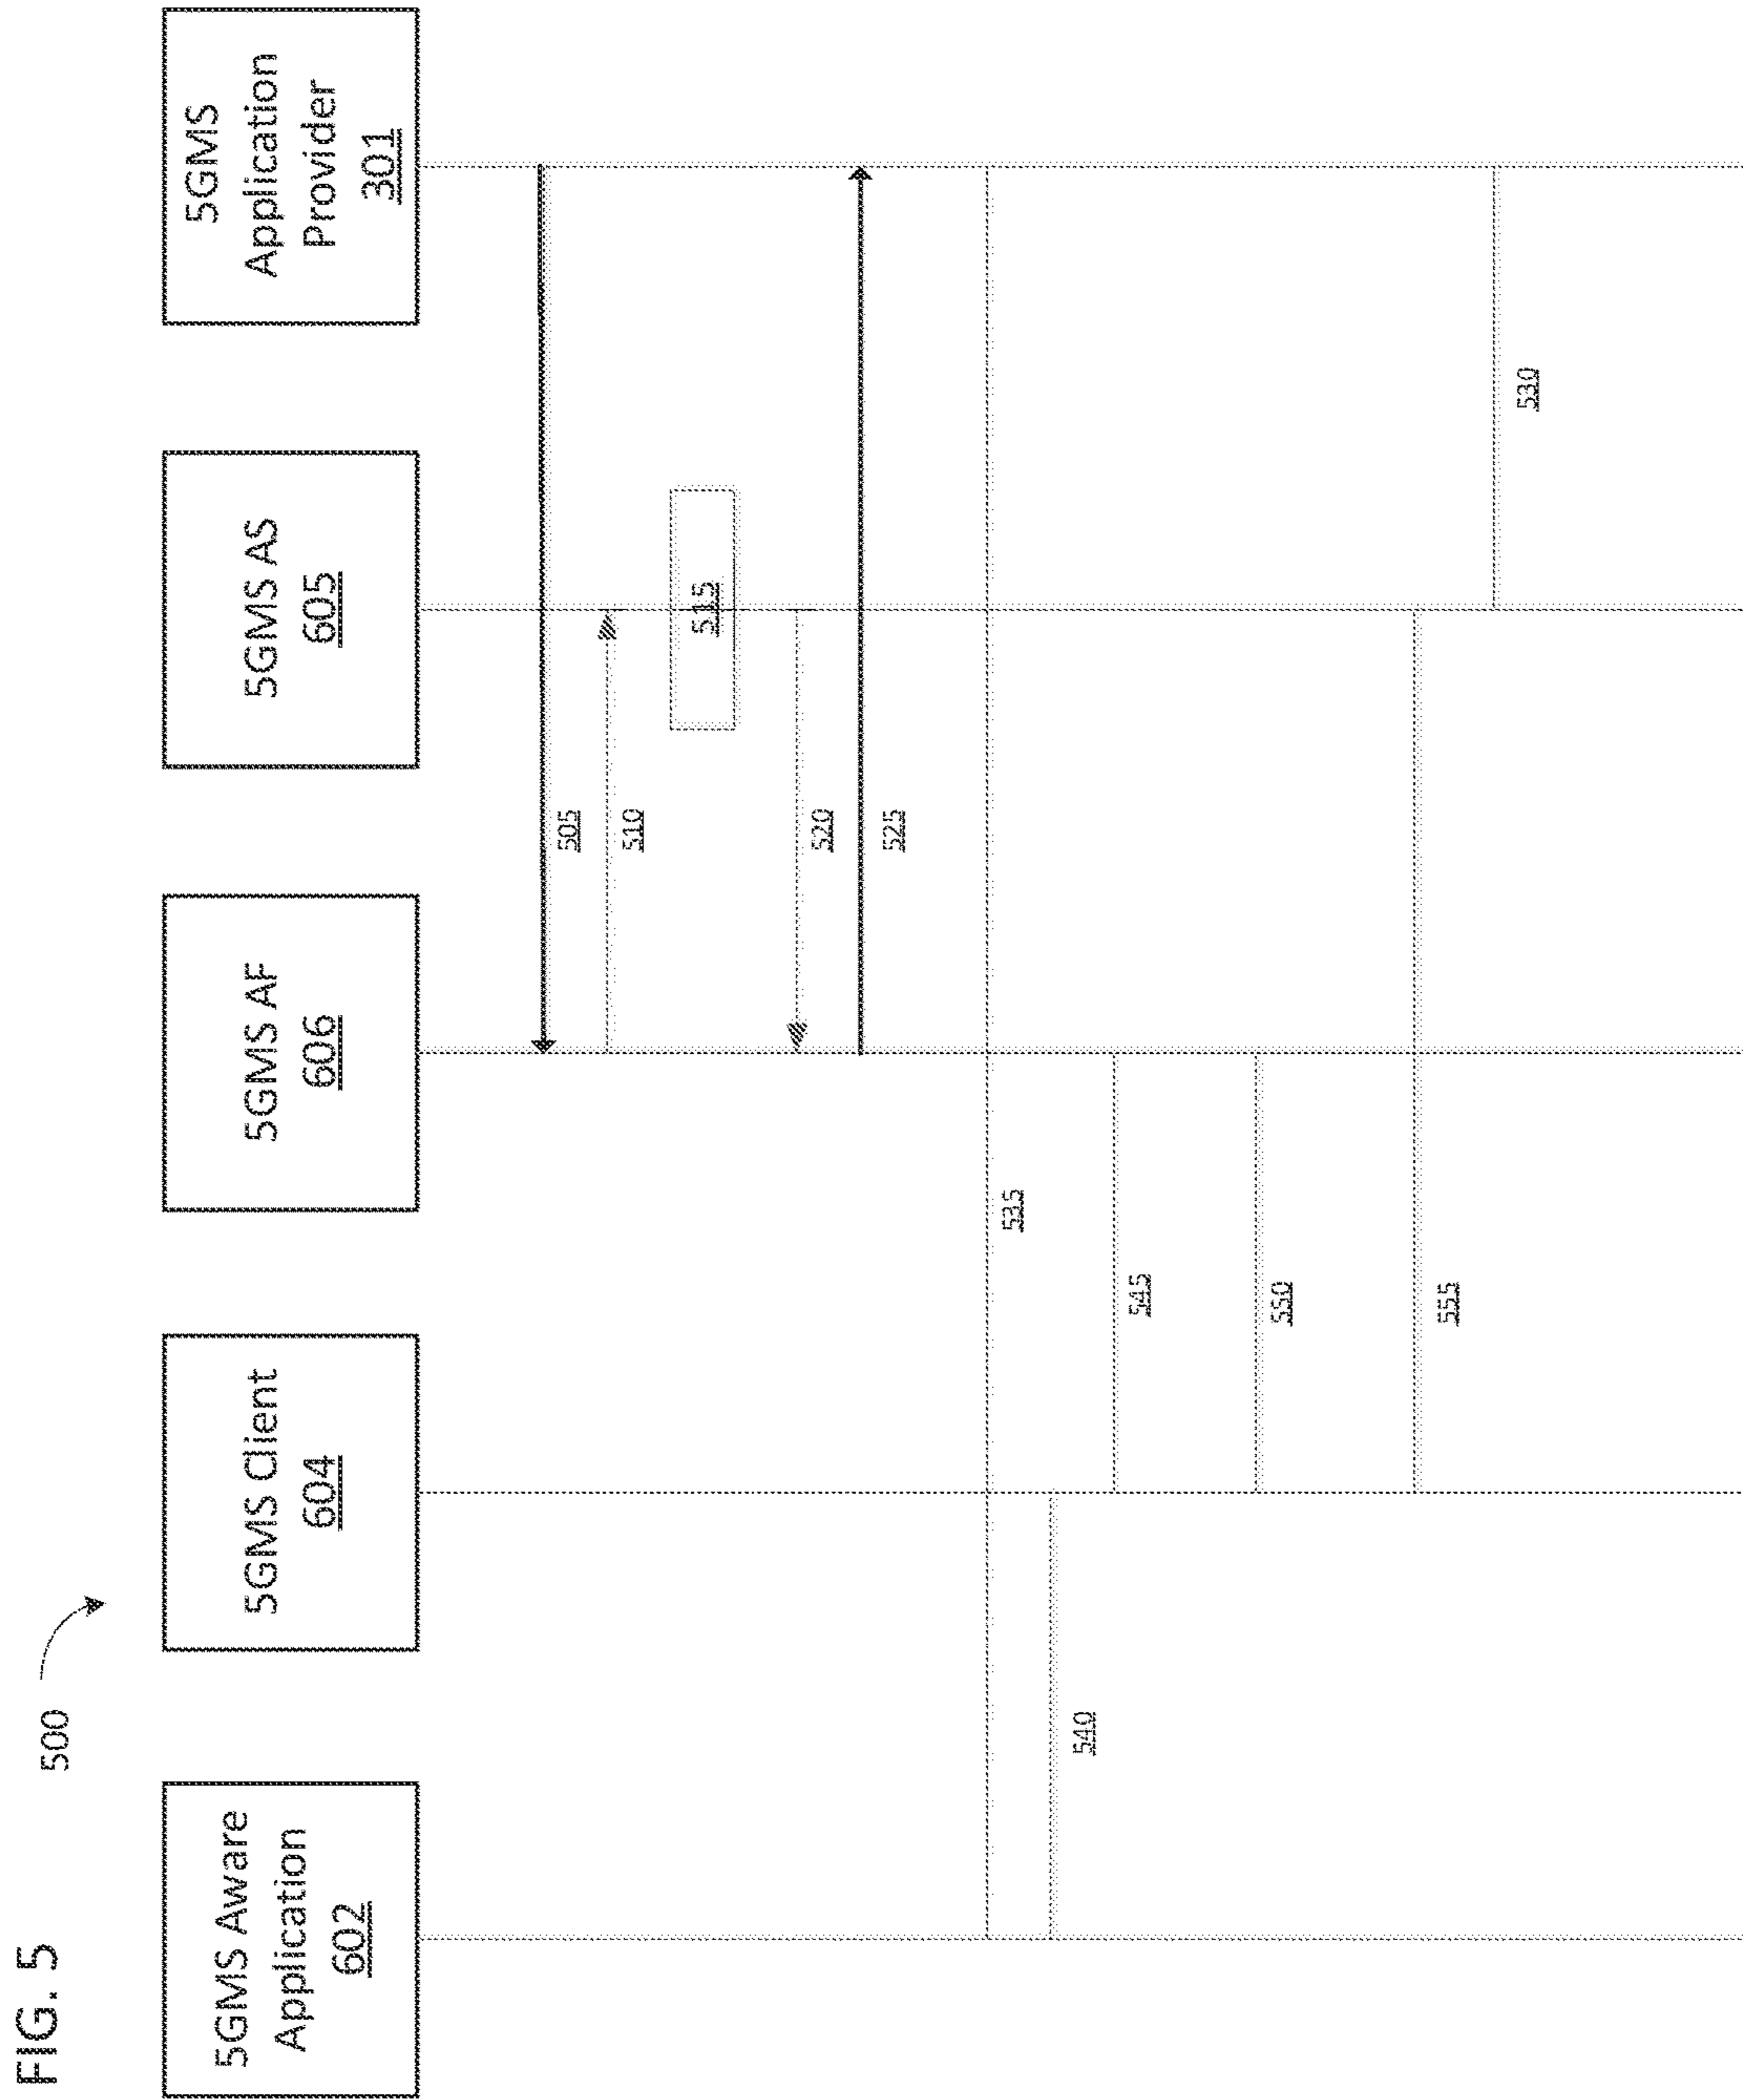 FIG. 5
500
5GMS Aware
Application
602
5GMS Client
604
5GMS AF
606
5GMS AS
605
5GMS
Application
Provider
301
505
510
515
520
525
535
540
545
550
555
530